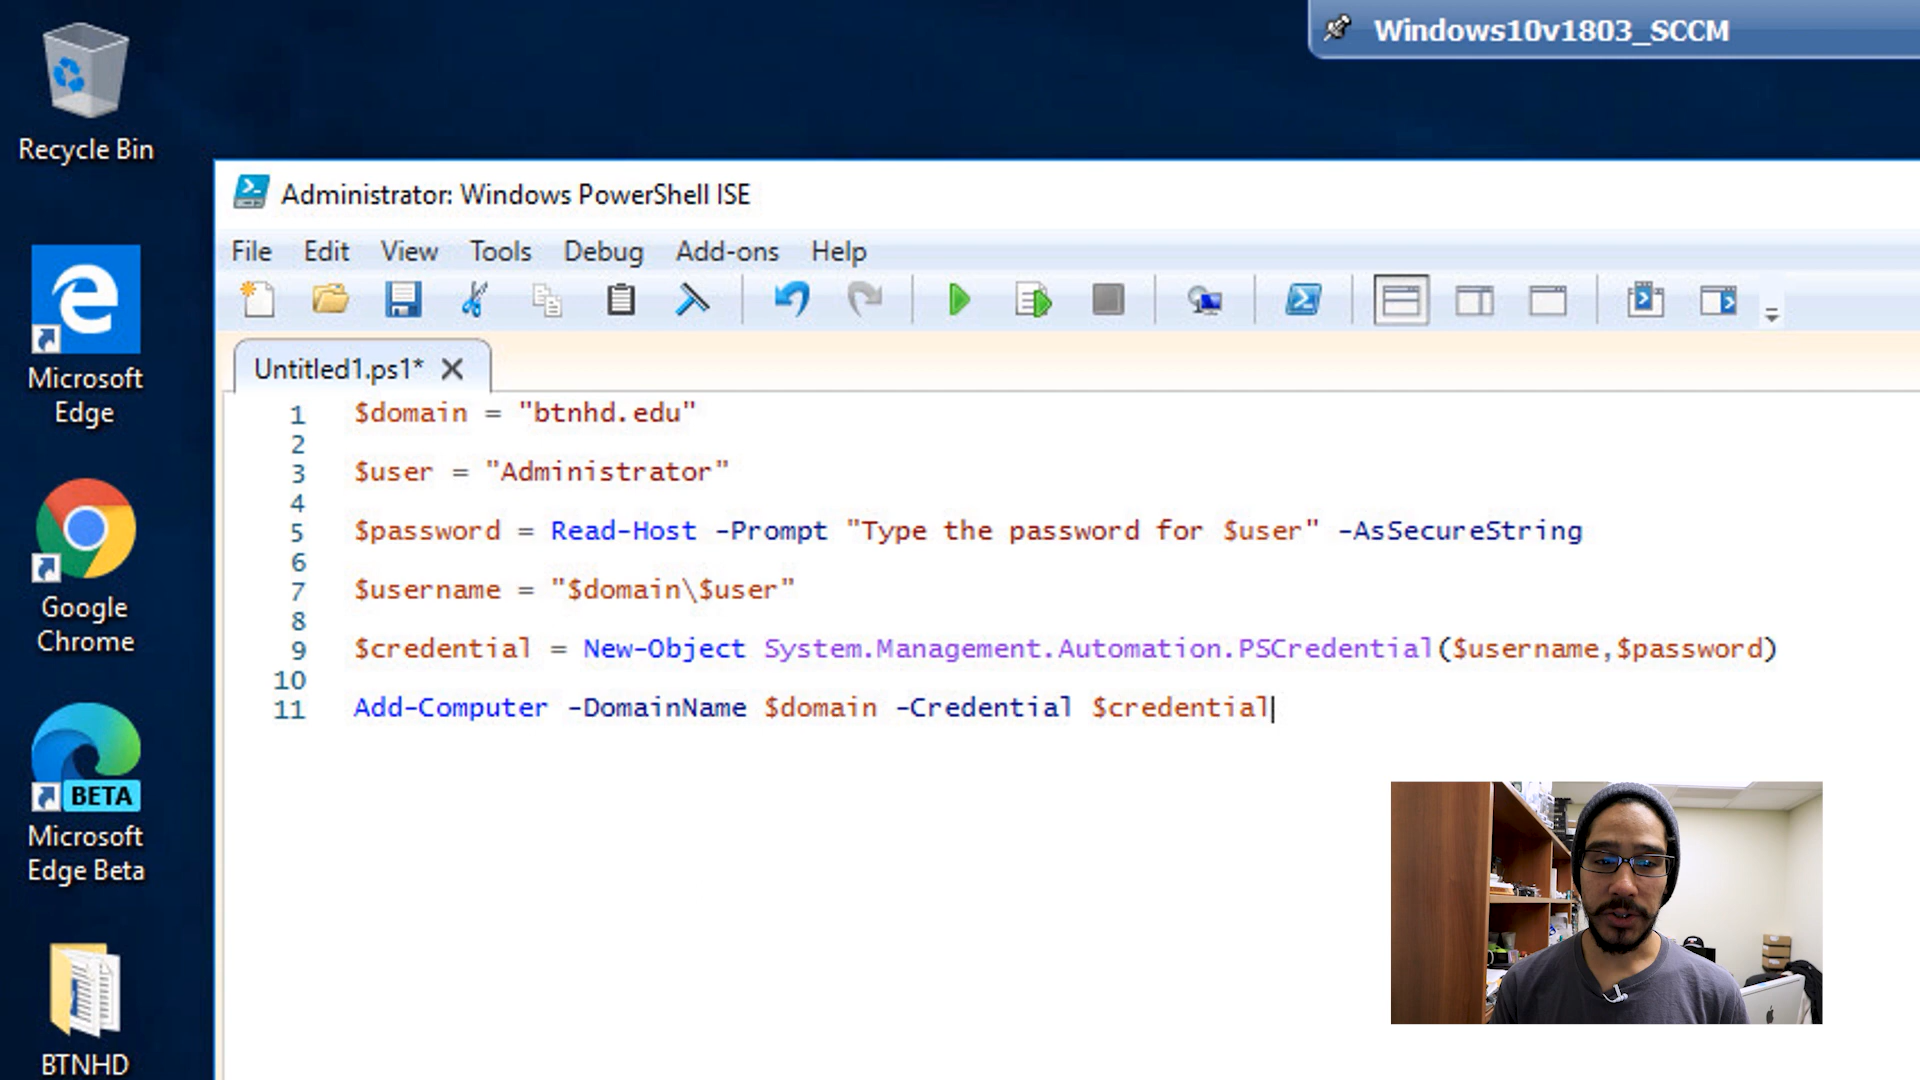 Windows10v1803_SCCM
Recycle Bin
Microsoft
Edge
Google
Chrome
BETA
Microsoft
Edge Beta
BTNHD
Administrator: Windows PowerShell ISE
File Edit View Tools Debug Add-ons Help
Untitled1.ps1*
1 $domain = "btnhd.edu"
2
3 $user = "Administrator"
4
5 $password = Read-Host -Prompt "Type the password for $user" -AsSecureString
6
7 $username = "$domain\$user"
8
9 $credential = New-Object System.Management.Automation.PSCredential($username,$password)
10
11 Add-Computer -DomainName $domain -Credential $credential